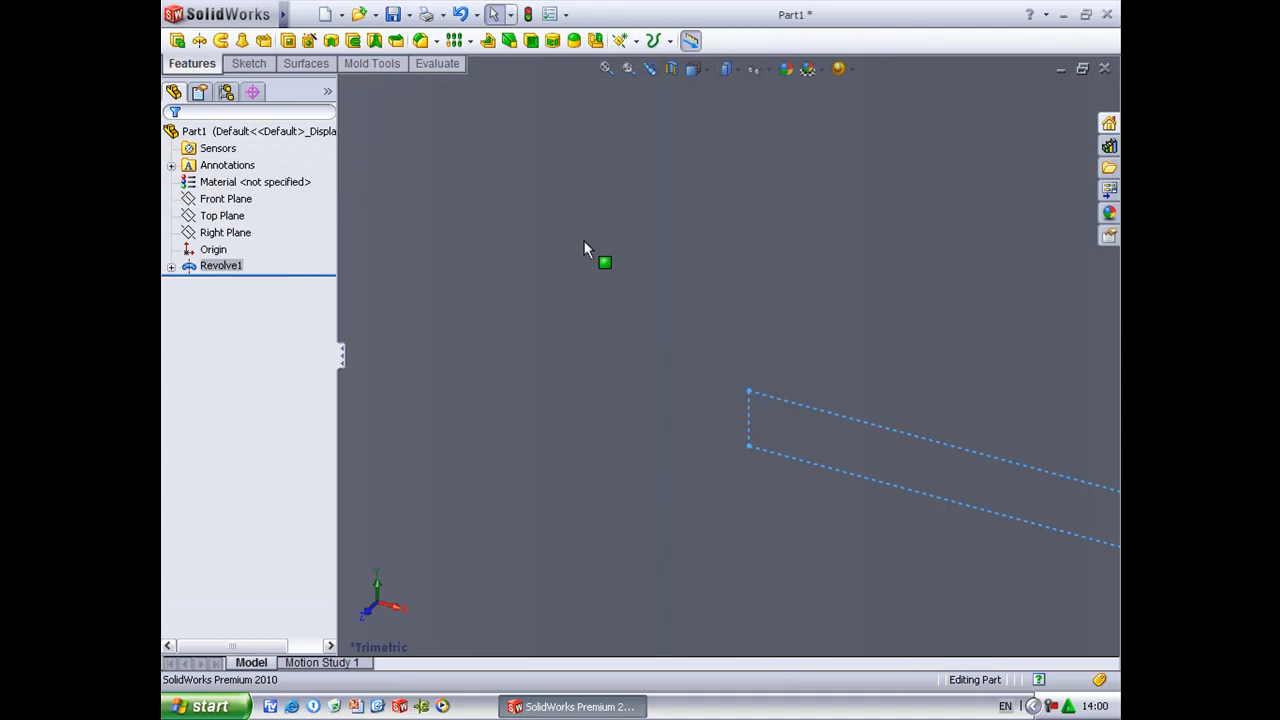 SolidWorks
Part1 *
Features Sketch Surfaces Mold Tools Evaluate
Part1 (Default<<Default>_Displa
Sensors
Annotations
Material <not specified>
Front Plane
Top Plane
Right Plane
Origin
Revolve1
Y
X
Z
*Trimetric
Model Motion Study 1
SolidWorks Premium 2010
Editing Part
start
SolidWorks Premium 2...
EN
14:00